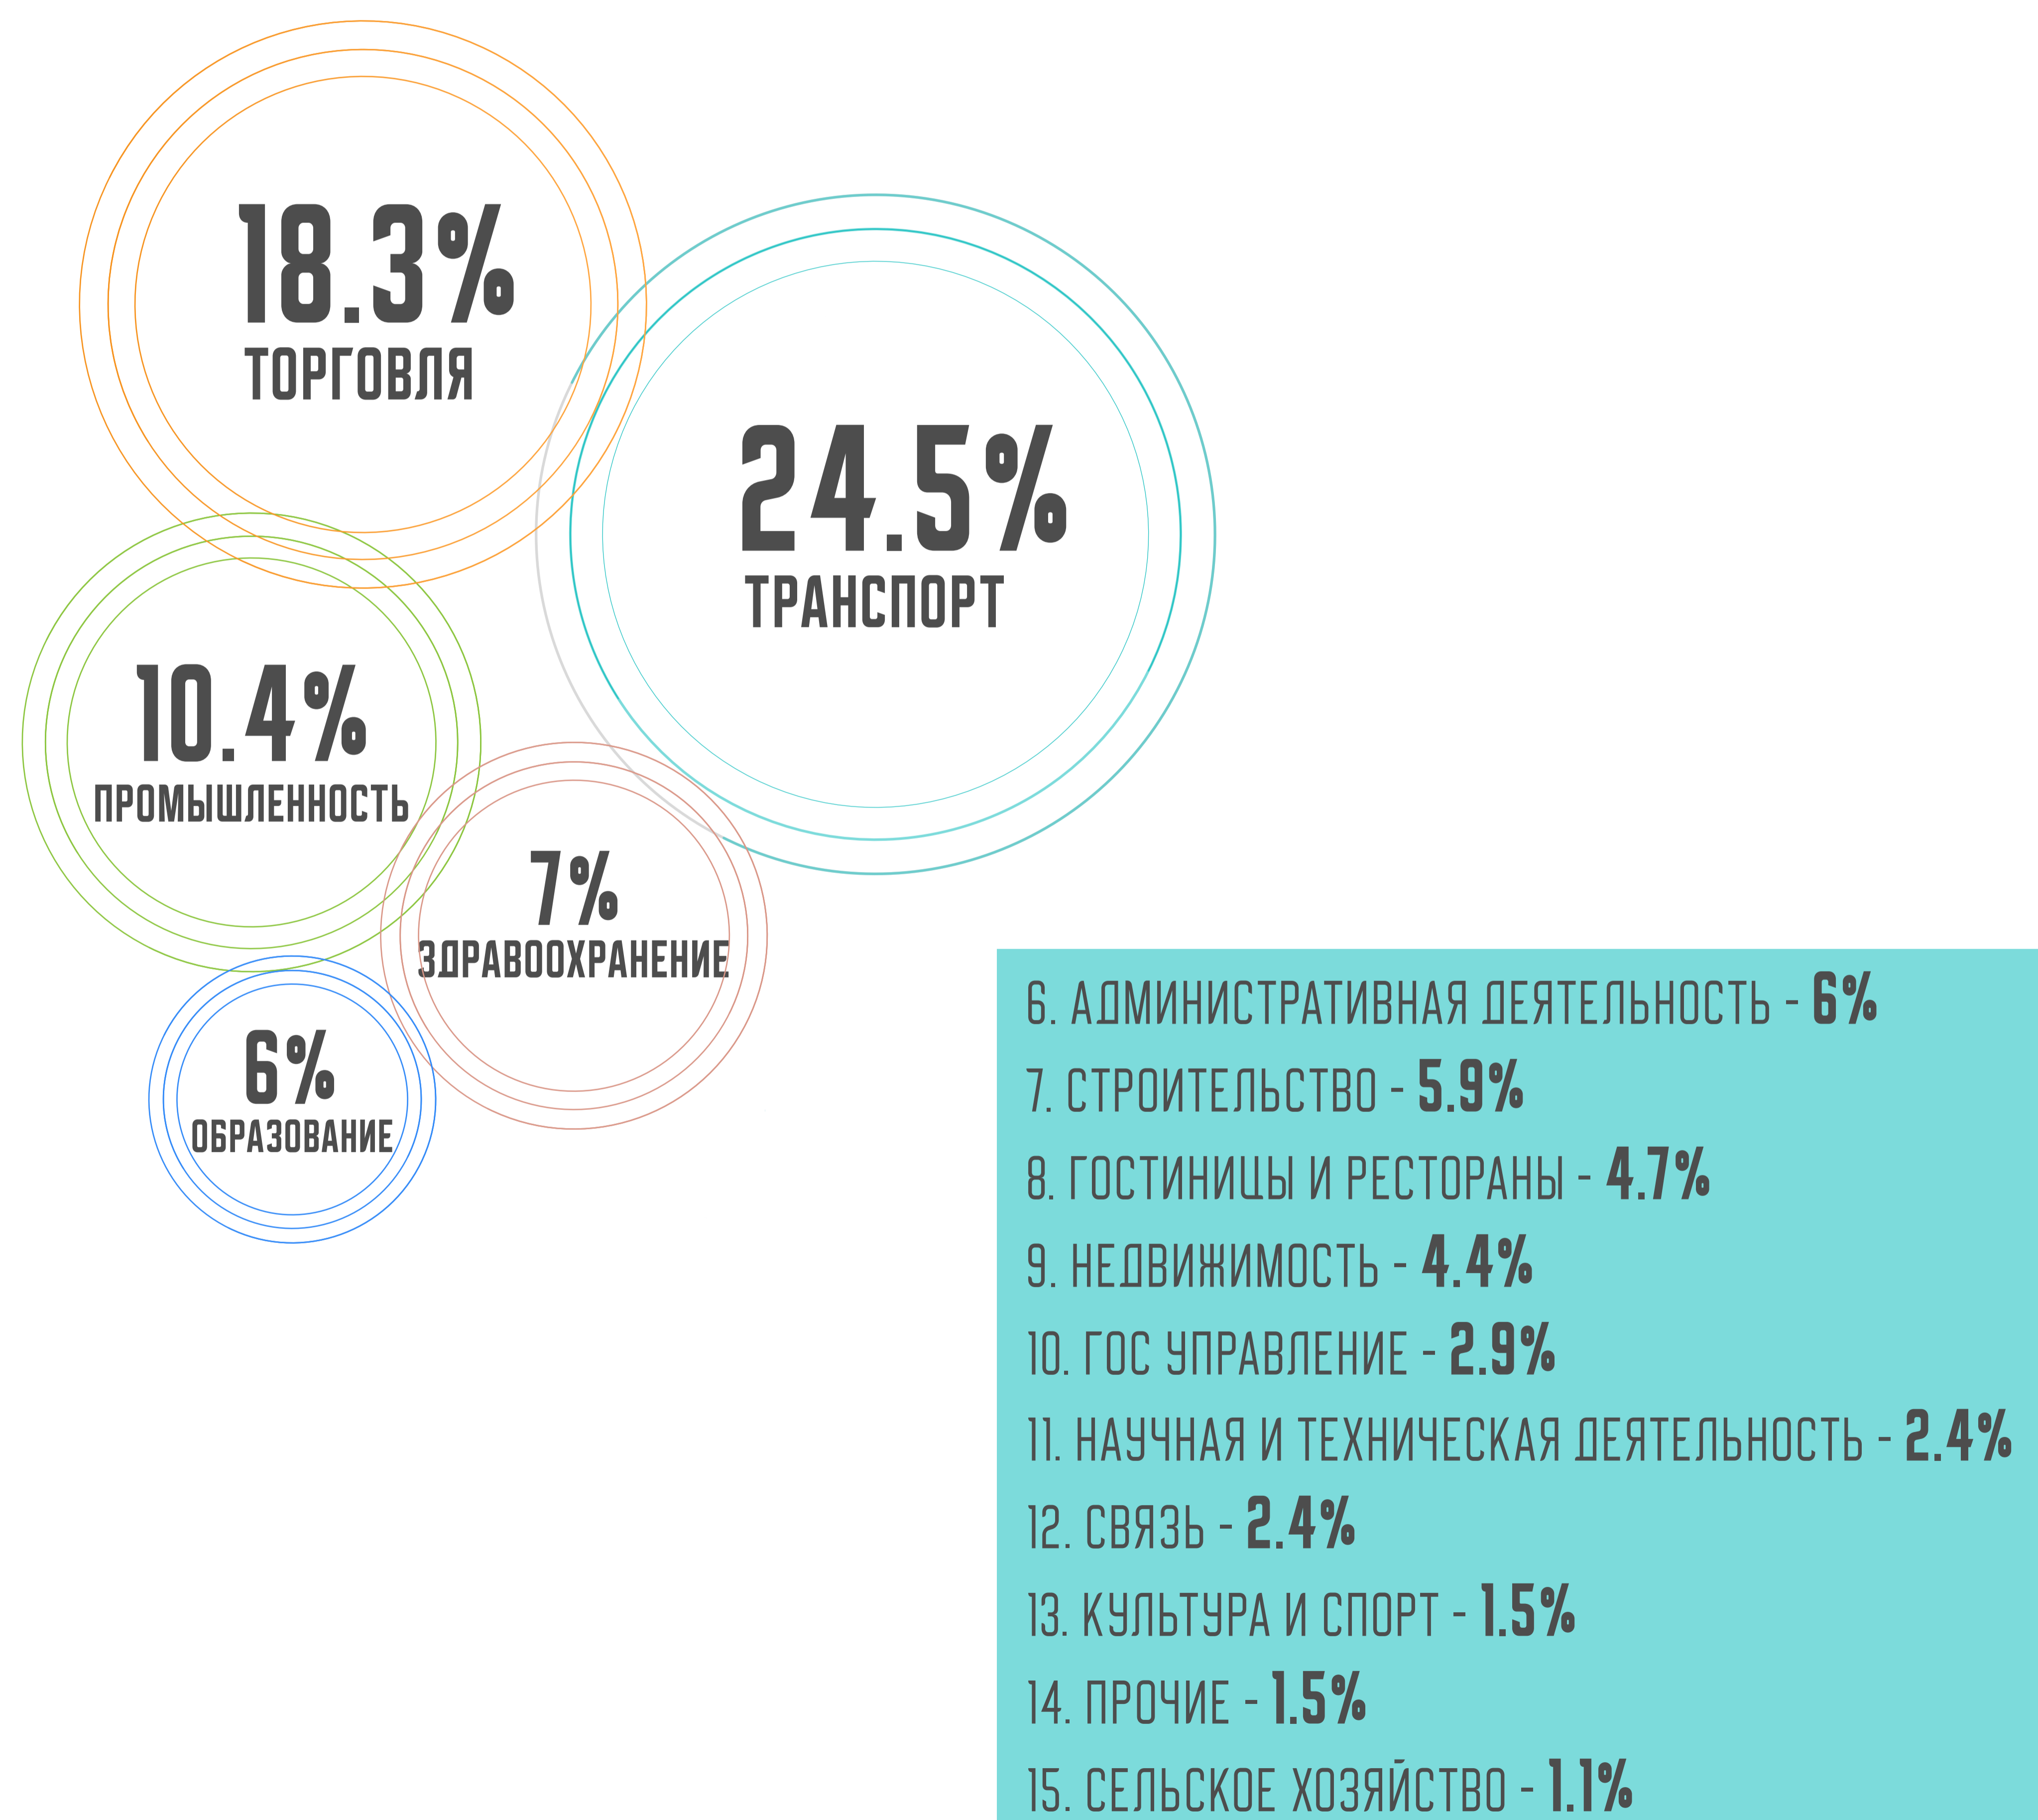 18.3%
ТОРГОВЛЯ
24.5%
ТРАНСПОРТ
10.4%
ПРОМЫШЛЕННОСТЬ
7%
ЗДРАВООХРАНЕНИЕ
6%
ОБРАЗОВАНИЕ
6. АДМИНИСТРАТИВНАЯ ДЕЯТЕЛЬНОСТЬ - 6%
7. СТРОИТЕЛЬСТВО - 5.9%
8. ГОСТИНИЦЫ И РЕСТОРАНЫ - 4.7%
9. НЕДВИЖИМОСТЬ - 4.4%
10. ГОС УПРАВЛЕНИЕ - 2.9%
11. НАУЧНАЯ И ТЕХНИЧЕСКАЯ ДЕЯТЕЛЬНОСТЬ - 2.4%
12. СВЯЗЬ - 2.4%
13. КУЛЬТУРА И СПОРТ - 1.5%
14. ПРОЧИЕ - 1.5%
15. СЕЛЬСКОЕ ХОЗЯЙСТВО - 1.1%